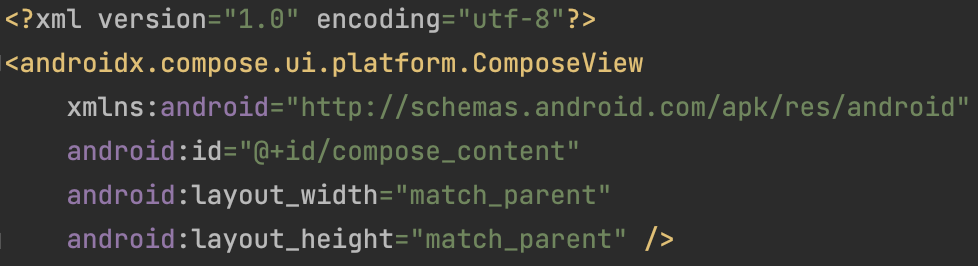 <?xml version="1.0" encoding="utf-8"?>
<androidx.compose.ui.platform.ComposeView
    xmlns:android="http://schemas.android.com/apk/res/android"
    android:id="@+id/compose_content"
    android:layout_width="match_parent"
    android:layout_height="match_parent" />